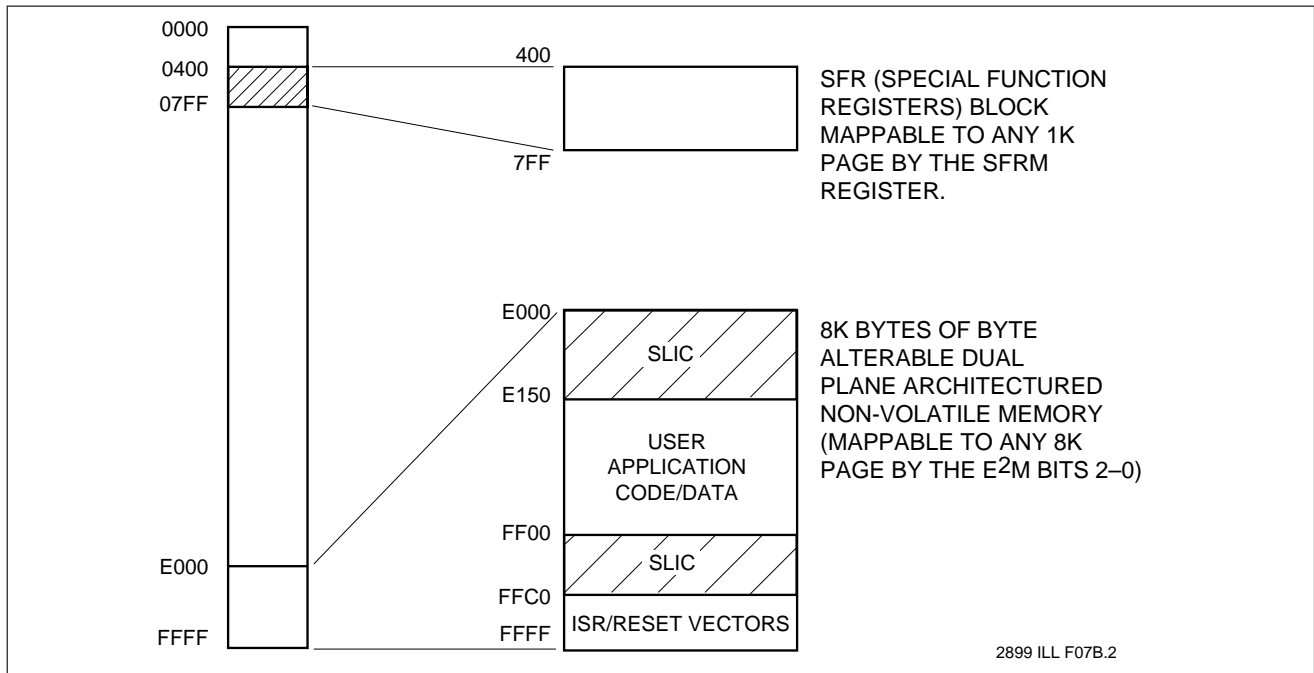 0000
0400
07FF
E000
FFFF
400
7FF
SFR (SPECIAL FUNCTION
REGISTERS) BLOCK
MAPPABLE TO ANY 1K
PAGE BY THE SFRM
REGISTER.
E000
SLIC
E150
USER
APPLICATION
CODE/DATA
FF00
SLIC
FFC0
ISR/RESET VECTORS
FFFF
8K BYTES OF BYTE
ALTERABLE DUAL
PLANE ARCHITECTURED
NON-VOLATILE MEMORY
(MAPPABLE TO ANY 8K
PAGE BY THE E²M BITS 2–0)
2899 ILL F07B.2